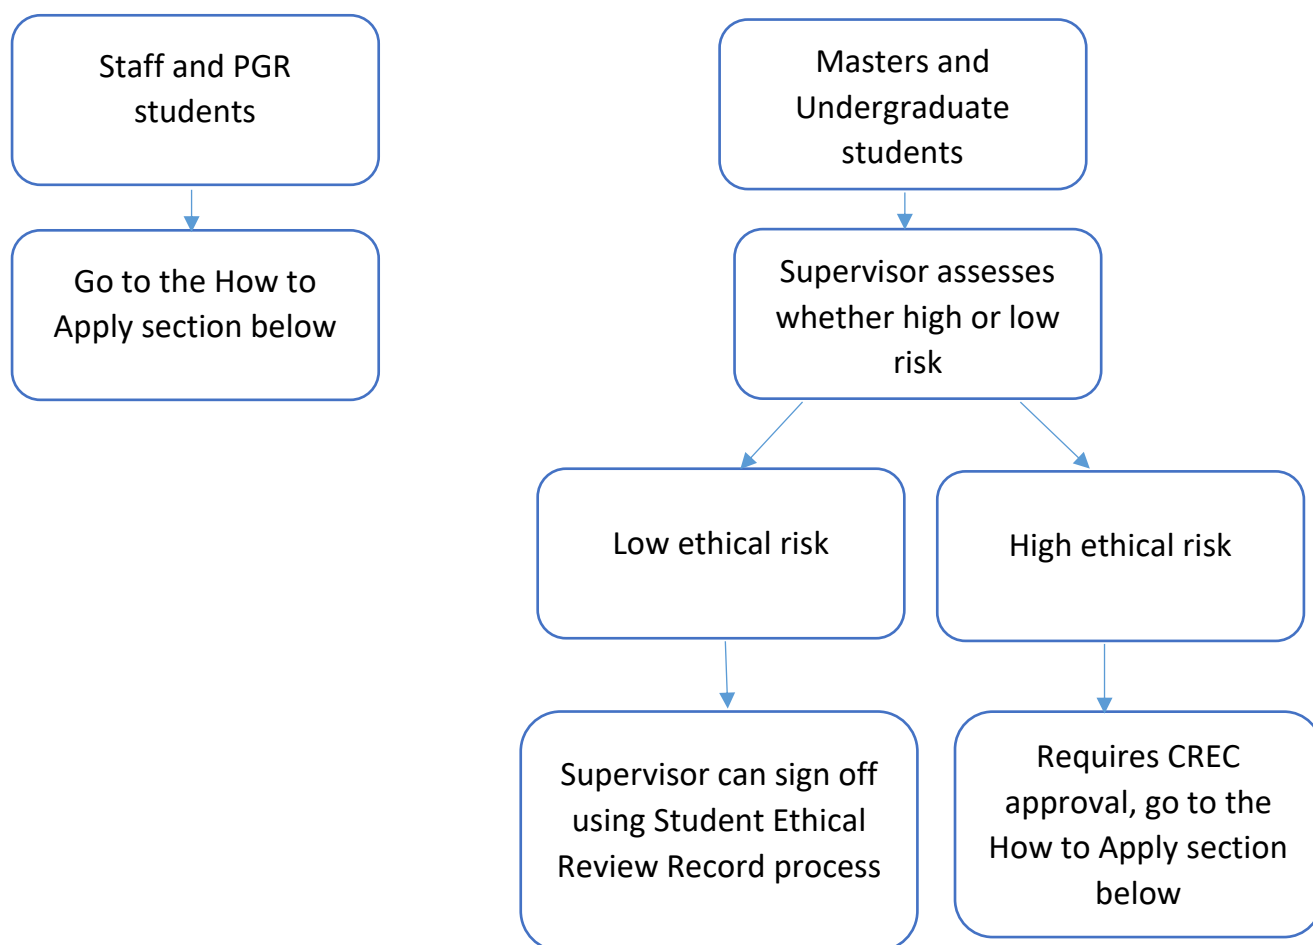 Staff and PGR
students
Go to the How to
Apply section below
Masters and
Undergraduate
students
Supervisor assesses
whether high or low
risk
Low ethical risk
High ethical risk
Supervisor can sign off
using Student Ethical
Review Record process
Requires CREC
approval, go to the
How to Apply section
below